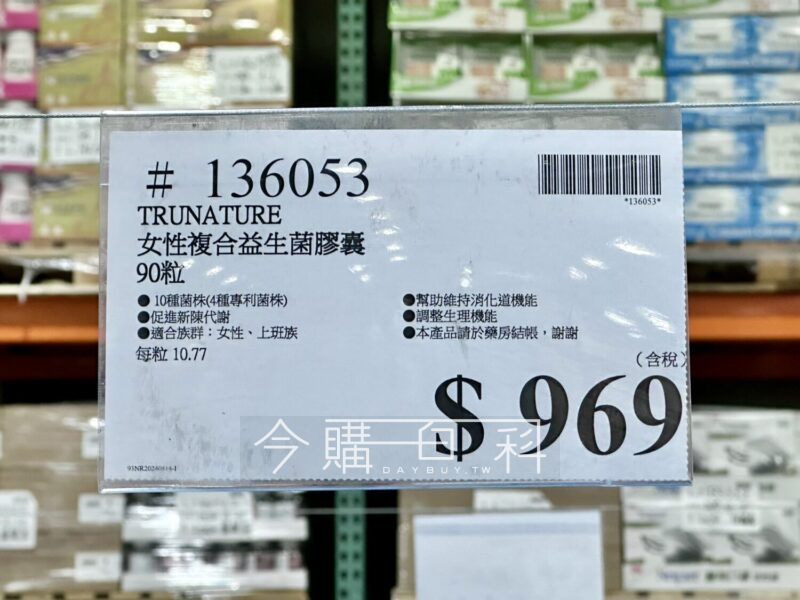 # 136053
*136053*
TRUNATURE
女性複合益生菌膠囊
90粒
● 10種菌株(4種專利菌株)
●促進新陳代謝
●適合族群：女性、上班族
每粒 10.77
●幫助維持消化道機能
●調整生理機能
●本產品請於藥房結帳，謝謝
(含稅)
$ 969
今購百科
DAYBUY.TW